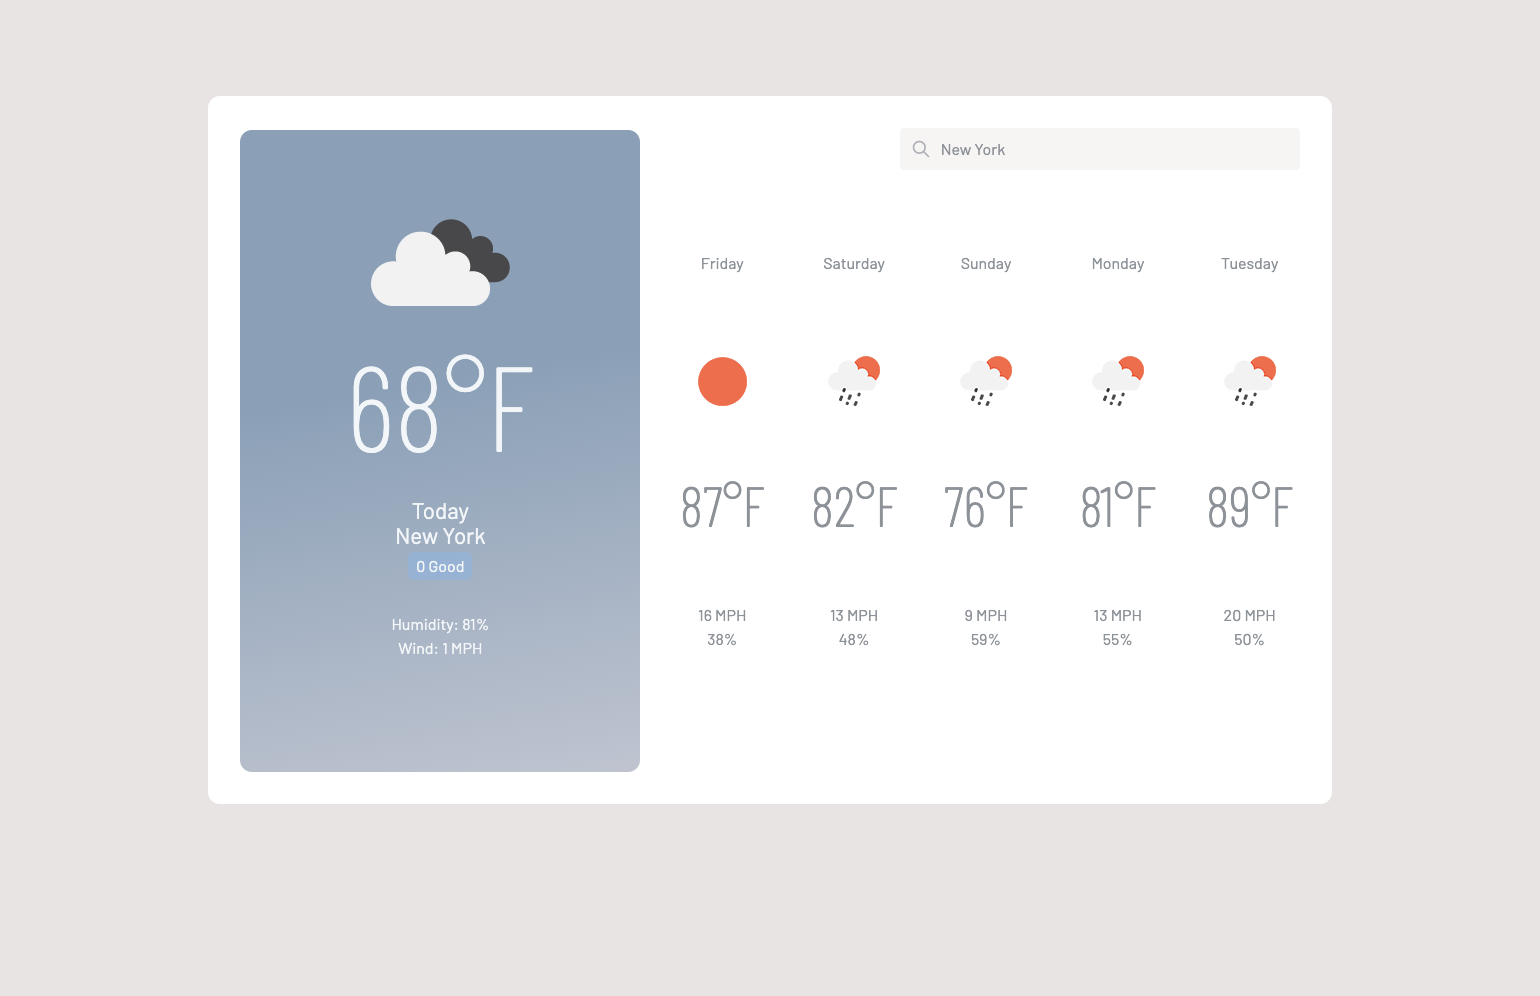 New York
68°F
Today
New York
0 Good
Humidity: 81%
Wind: 1 MPH
Friday
Saturday
Sunday
Monday
Tuesday
87°F
82°F
76°F
81°F
89°F
16 MPH
13 MPH
9 MPH
13 MPH
20 MPH
38%
48%
59%
55%
50%